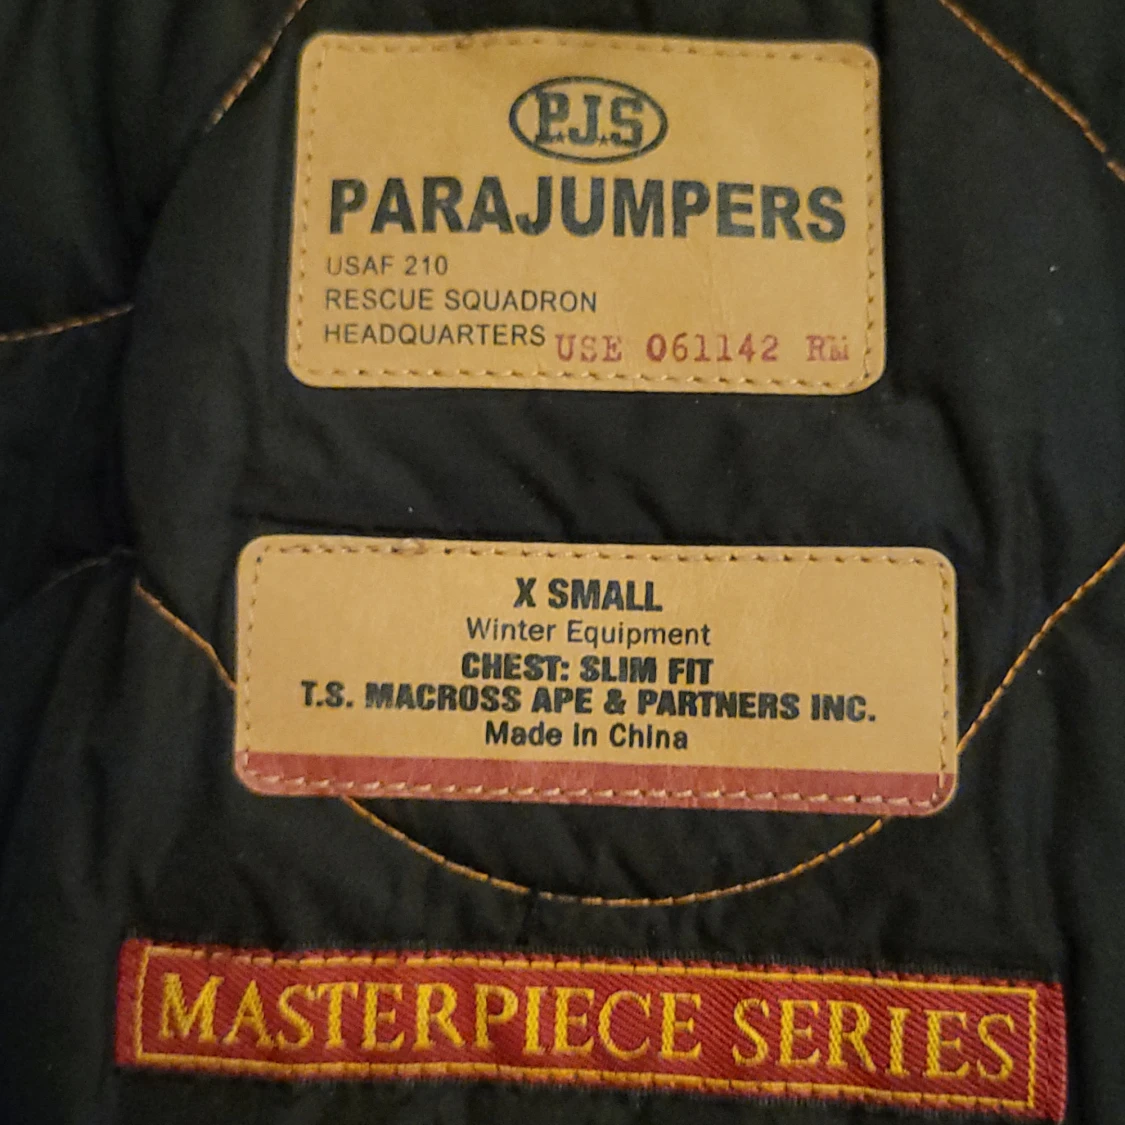 P.J.S
PARAJUMPERS
USAF 210
RESCUE SQUADRON
HEADQUARTERS USE 061142 RM
X SMALL
Winter Equipment
CHEST: SLIM FIT
T.S. MACROSS APE & PARTNERS INC.
Made in China
MASTERPIECE SERIES